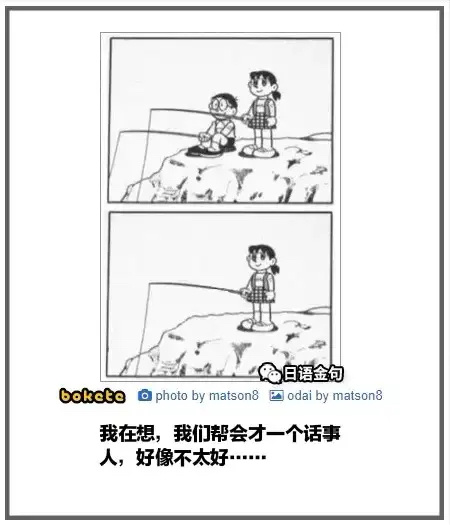 日语金句
bokete photo by matson8 odai by matson8
我在想，我们帮会才一个话事
人，好像不太好……